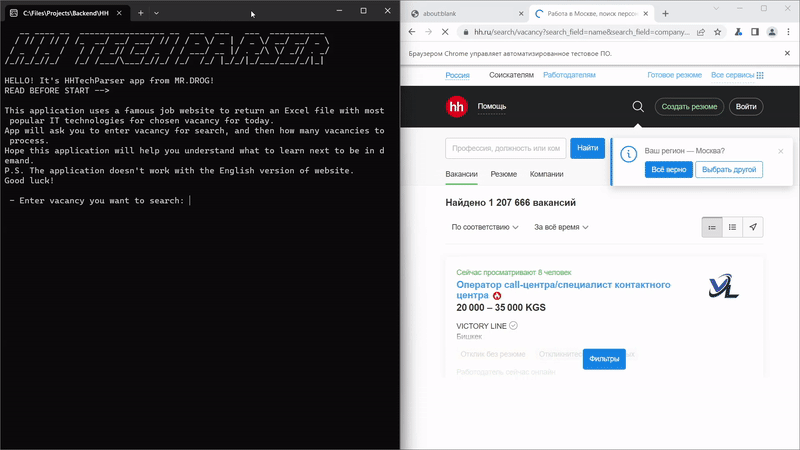 C:\Files\Projects\Backend\HH
HELLO! It's HHTechParser app from MR.DROG!
READ BEFORE START -->
This application uses a famous job website to return an Excel file with most
popular IT technologies for chosen vacancy for today.
App will ask you to enter vacancy for search, and then how many vacancies to
process.
Hope this application will help you understand what to learn next to be in d
emand.
P.S. The application doesn't work with the English version of website.
Good luck!
- Enter vacancy you want to search:
about:blank
Работа в Москве, поиск персон
hh.ru/search/vacancy?search_field=name&search_field=company...
Браузером Chrome управляет автоматизированное тестовое ПО.
Россия Соискателям Работодателям Готовое резюме Все сервисы
hh Помощь Создать резюме Войти
Профессия, должность или ком Найти
Ваш регион — Москва?
Всё верно Выбрать другой
Вакансии Резюме Компании
Найдено 1 207 666 вакансий
По соответствию За всё время
Сейчас просматривают 8 человек
Оператор call-центра/специалист контактного
центра
20 000 – 35 000 KGS
VL
VICTORY LINE
Бишкек
Отклик без резюме
Фильтры
Работодатель сейчас онлайн